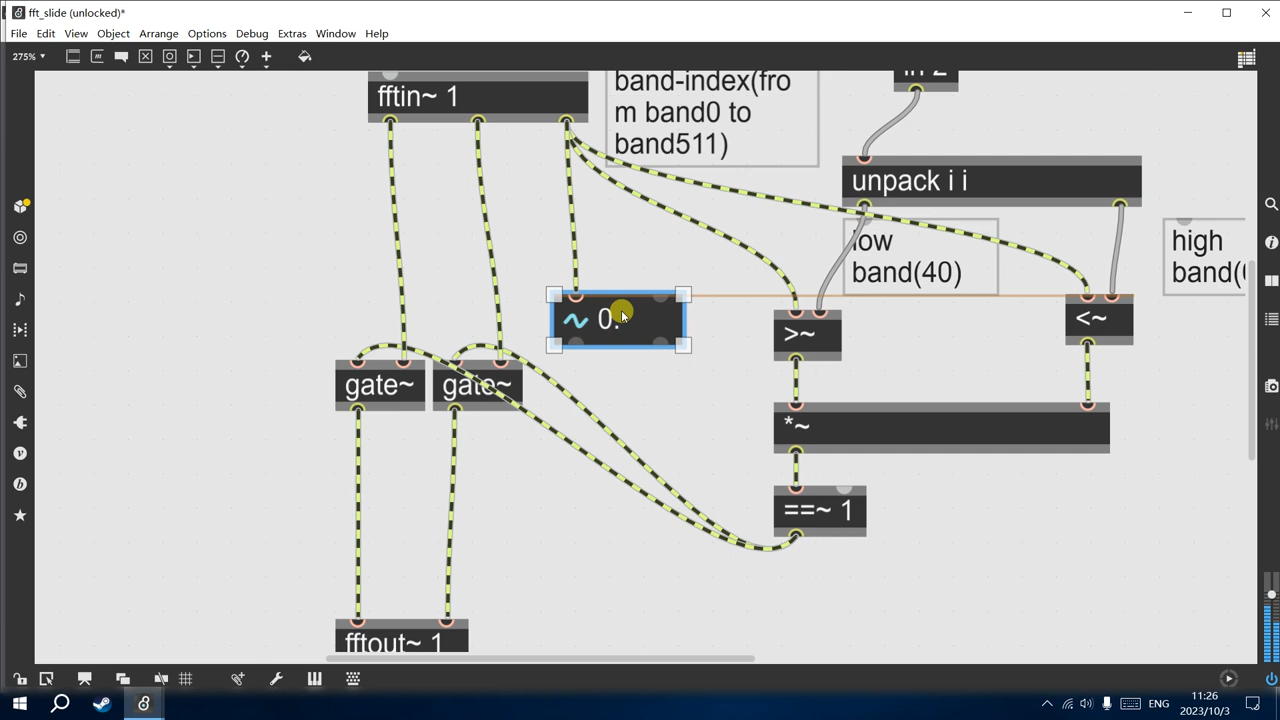 fft_slide (unlocked)*
File Edit View Object Arrange Options Debug Extras Window Help
275%
fftin~ 1
band-index(fro
m band0 to
band511)
unpack i i
low
band(40)
high
0.
>~
<~
gate~
gate~
*~
==~ 1
fftout~ 1
ENG
11:26
2023/10/3